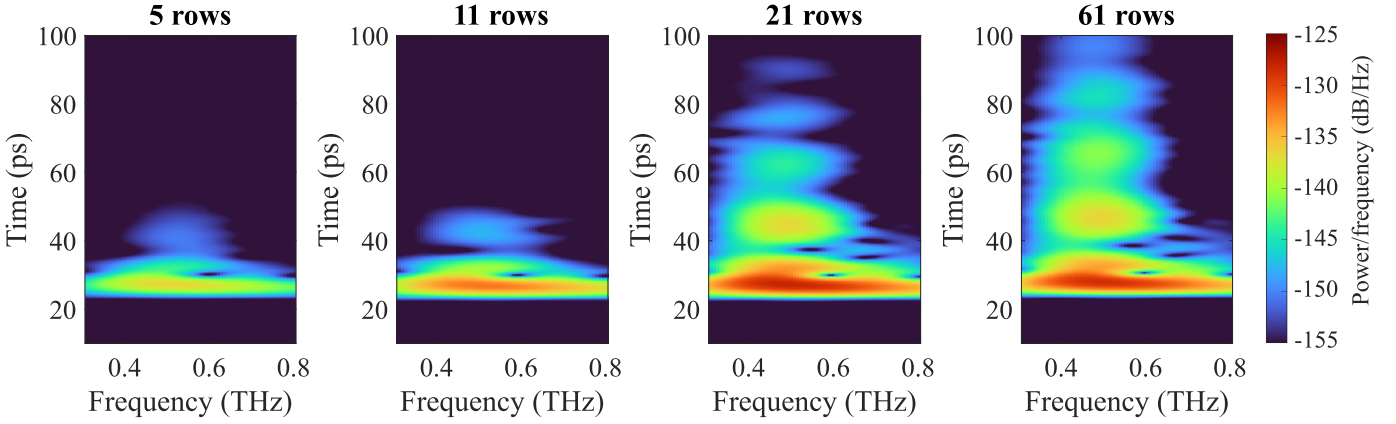 5 rows
100
80
60
40
20
Time (ps)
0.4 0.6 0.8
Frequency (THz)
11 rows
100
80
60
40
20
Time (ps)
0.4 0.6 0.8
Frequency (THz)
21 rows
100
80
60
40
20
Time (ps)
0.4 0.6 0.8
Frequency (THz)
61 rows
100
80
60
40
20
Time (ps)
0.4 0.6 0.8
Frequency (THz)
-125
-130
-135
-140
-145
-150
-155
Power/frequency (dB/Hz)